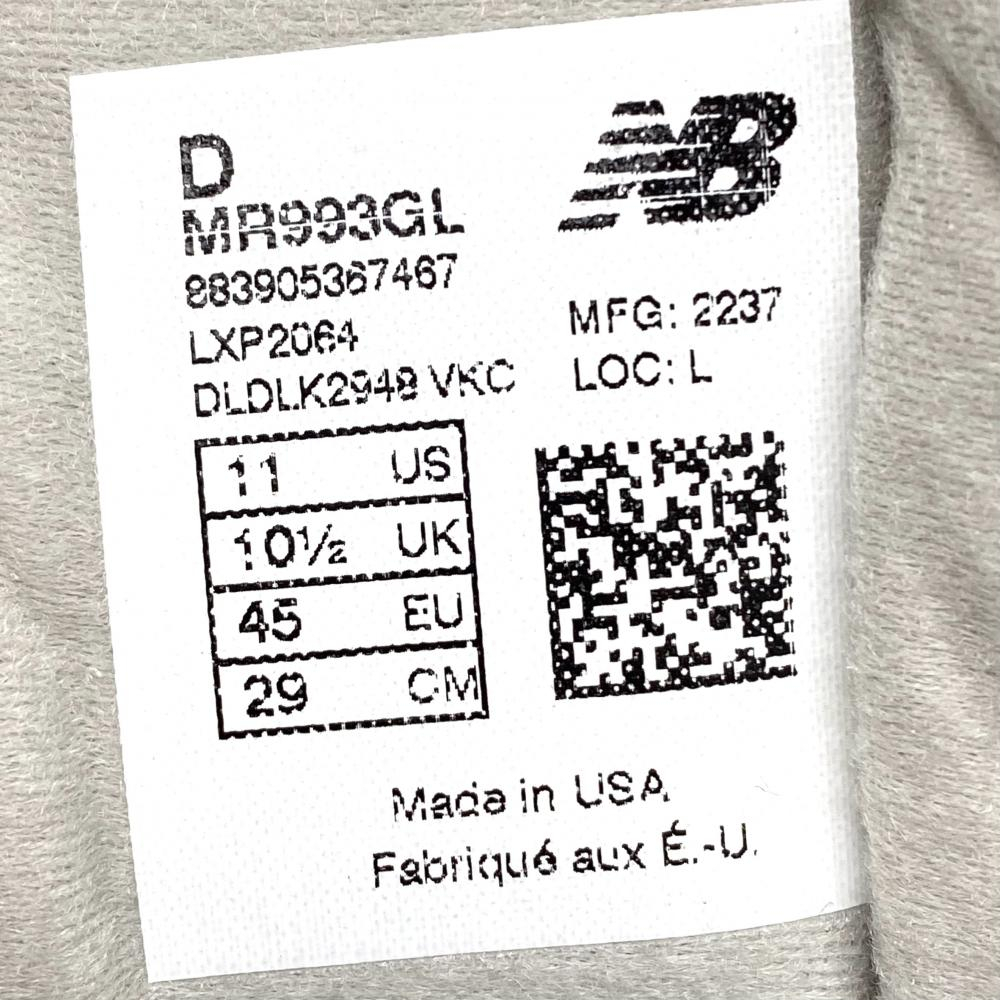 D
NB
MR993GL
883905367467
LXP2064
DLDLK2948 VKC
MFG: 2237
LOC: L
11 US
10½ UK
45 EU
29 CM
Made in USA
Fabriqué aux É.-U.